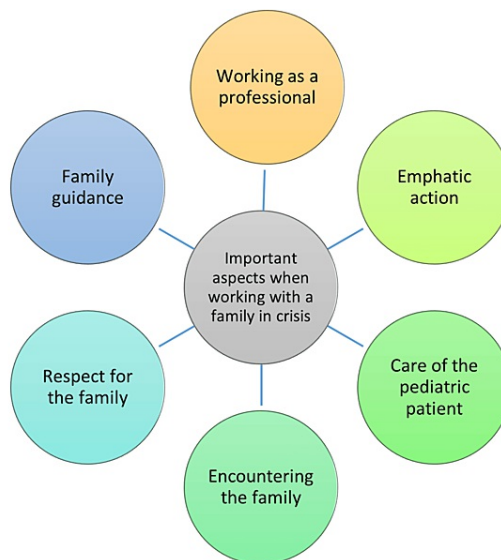 Working as a
professional
Family
guidance
Emphatic
action
Important
aspects when
working with a
family in crisis
Respect for
the family
Care of the
pediatric
patient
Encountering
the family